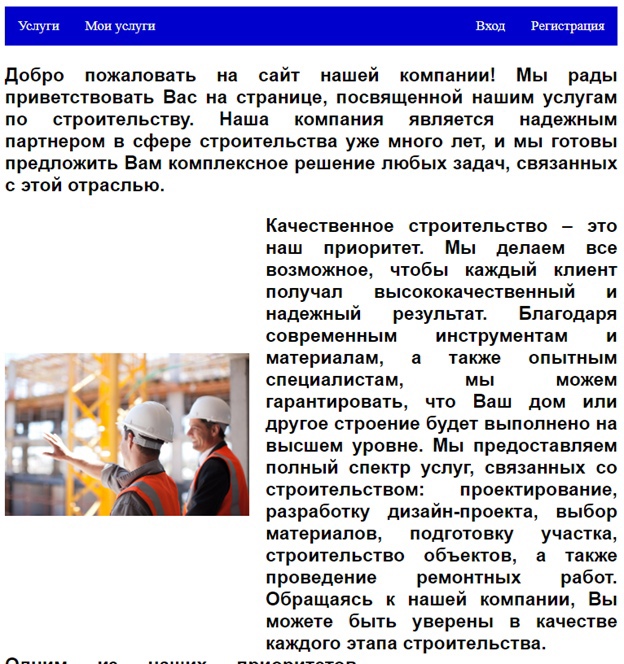 Услуги Мои услуги Вход Регистрация
Добро пожаловать на сайт нашей компании! Мы рады
приветствовать Вас на странице, посвященной нашим услугам
по строительству. Наша компания является надежным
партнером в сфере строительства уже много лет, и мы готовы
предложить Вам комплексное решение любых задач, связанных
с этой отраслью.
Качественное строительство – это
наш приоритет. Мы делаем все
возможное, чтобы каждый клиент
получал высококачественный и
надежный результат. Благодаря
современным инструментам и
материалам, а также опытным
специалистам, мы можем
гарантировать, что Ваш дом или
другое строение будет выполнено на
высшем уровне. Мы предоставляем
полный спектр услуг, связанных со
строительством: проектирование,
разработку дизайн-проекта, выбор
материалов, подготовку участка,
строительство объектов, а также
проведение ремонтных работ.
Обращаясь к нашей компании, Вы
можете быть уверены в качестве
каждого этапа строительства.
Одним из наших приоритетов